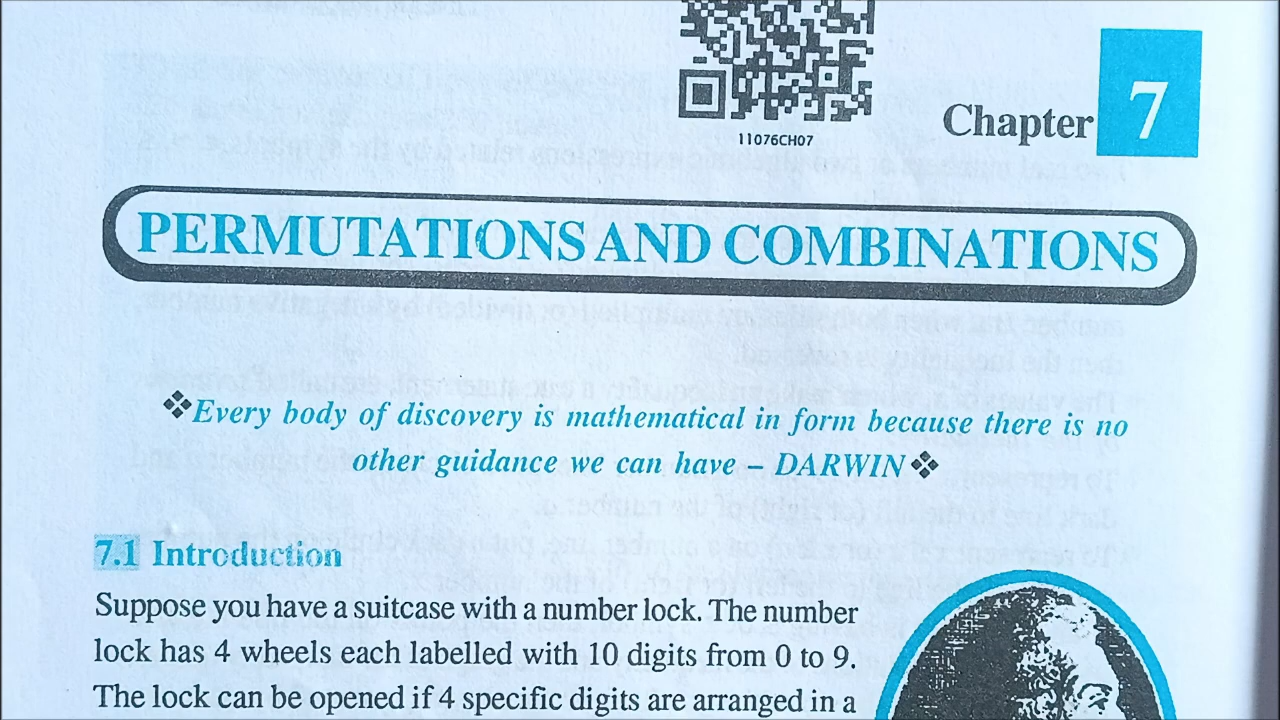 11076CH07
Chapter 7
PERMUTATIONS AND COMBINATIONS
❖Every body of discovery is mathematical in form because there is no
other guidance we can have – DARWIN❖
7.1 Introduction
Suppose you have a suitcase with a number lock. The number
lock has 4 wheels each labelled with 10 digits from 0 to 9.
The lock can be opened if 4 specific digits are arranged in a